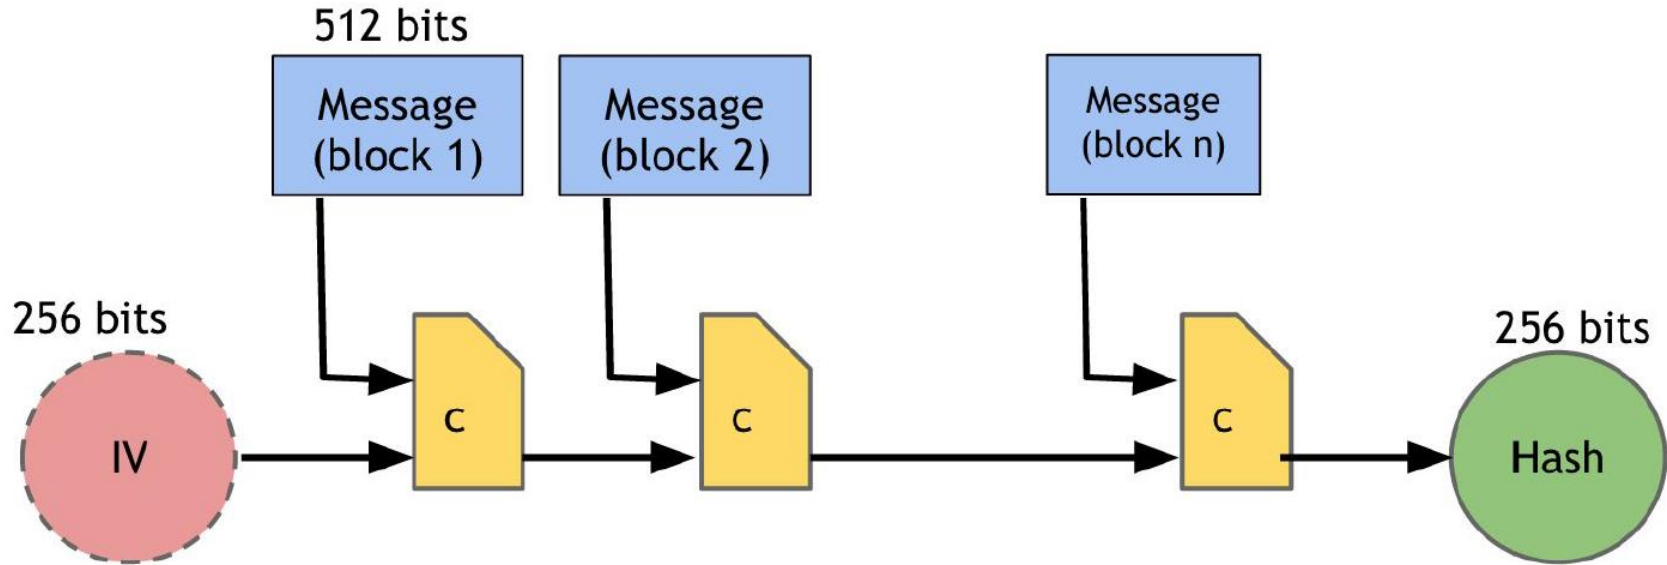 512 bits
Message
(block 1)
Message
(block 2)
Message
(block n)
256 bits
IV
C
C
C
256 bits
Hash